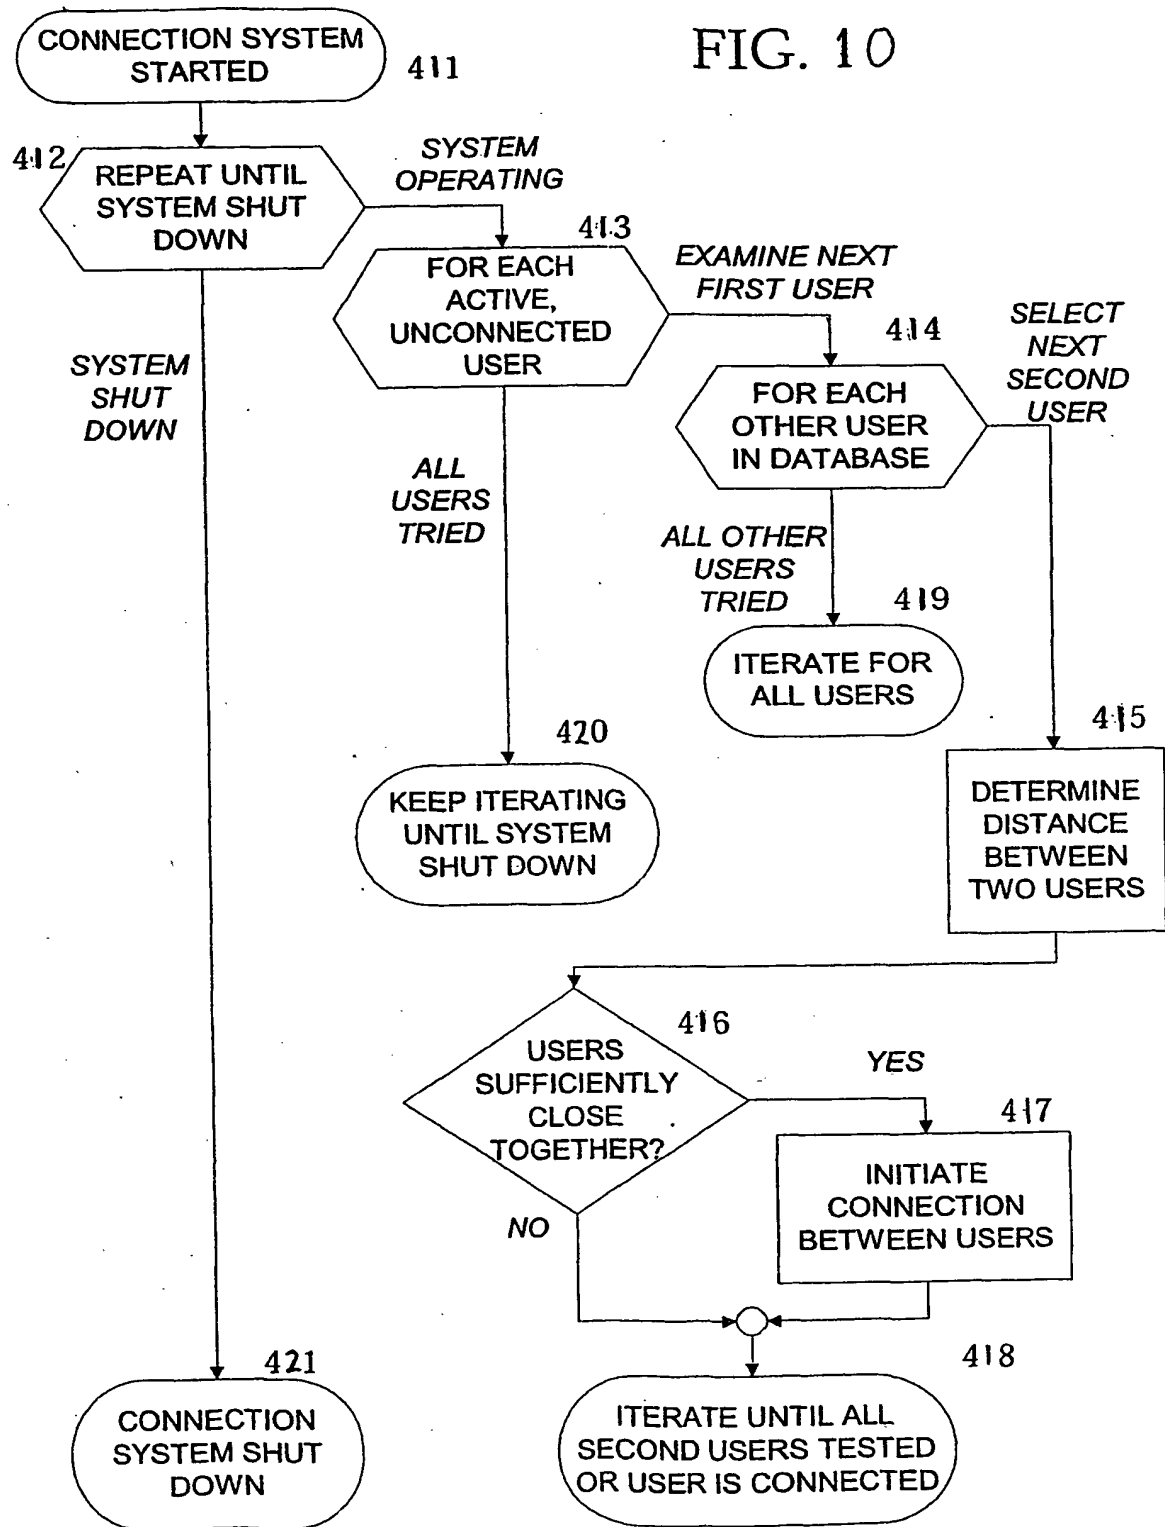 FIG. 10
CONNECTION SYSTEM
STARTED
411
412
REPEAT UNTIL
SYSTEM SHUT
DOWN
SYSTEM
OPERATING
413
FOR EACH
ACTIVE,
UNCONNECTED
USER
EXAMINE NEXT
FIRST USER
414
FOR EACH
OTHER USER
IN DATABASE
SELECT
NEXT
SECOND
USER
SYSTEM
SHUT
DOWN
ALL
USERS
TRIED
ALL OTHER
USERS
TRIED
419
ITERATE FOR
ALL USERS
420
KEEP ITERATING
UNTIL SYSTEM
SHUT DOWN
415
DETERMINE
DISTANCE
BETWEEN
TWO USERS
416
USERS
SUFFICIENTLY
CLOSE
TOGETHER?
YES
NO
417
INITIATE
CONNECTION
BETWEEN USERS
418
ITERATE UNTIL ALL
SECOND USERS TESTED
OR USER IS CONNECTED
421
CONNECTION
SYSTEM SHUT
DOWN